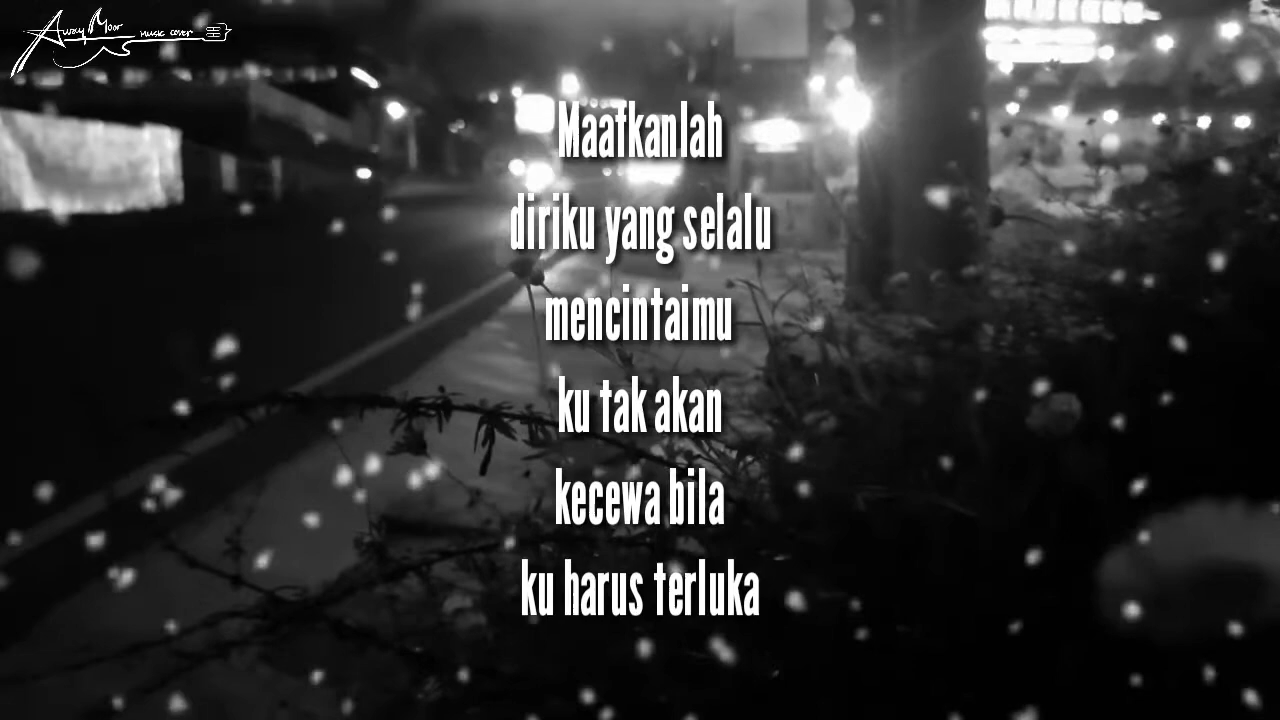 Away Moor music cover
Maafkanlah
diriku yang selalu
mencintaimu
ku tak akan
kecewa bila
ku harus terluka